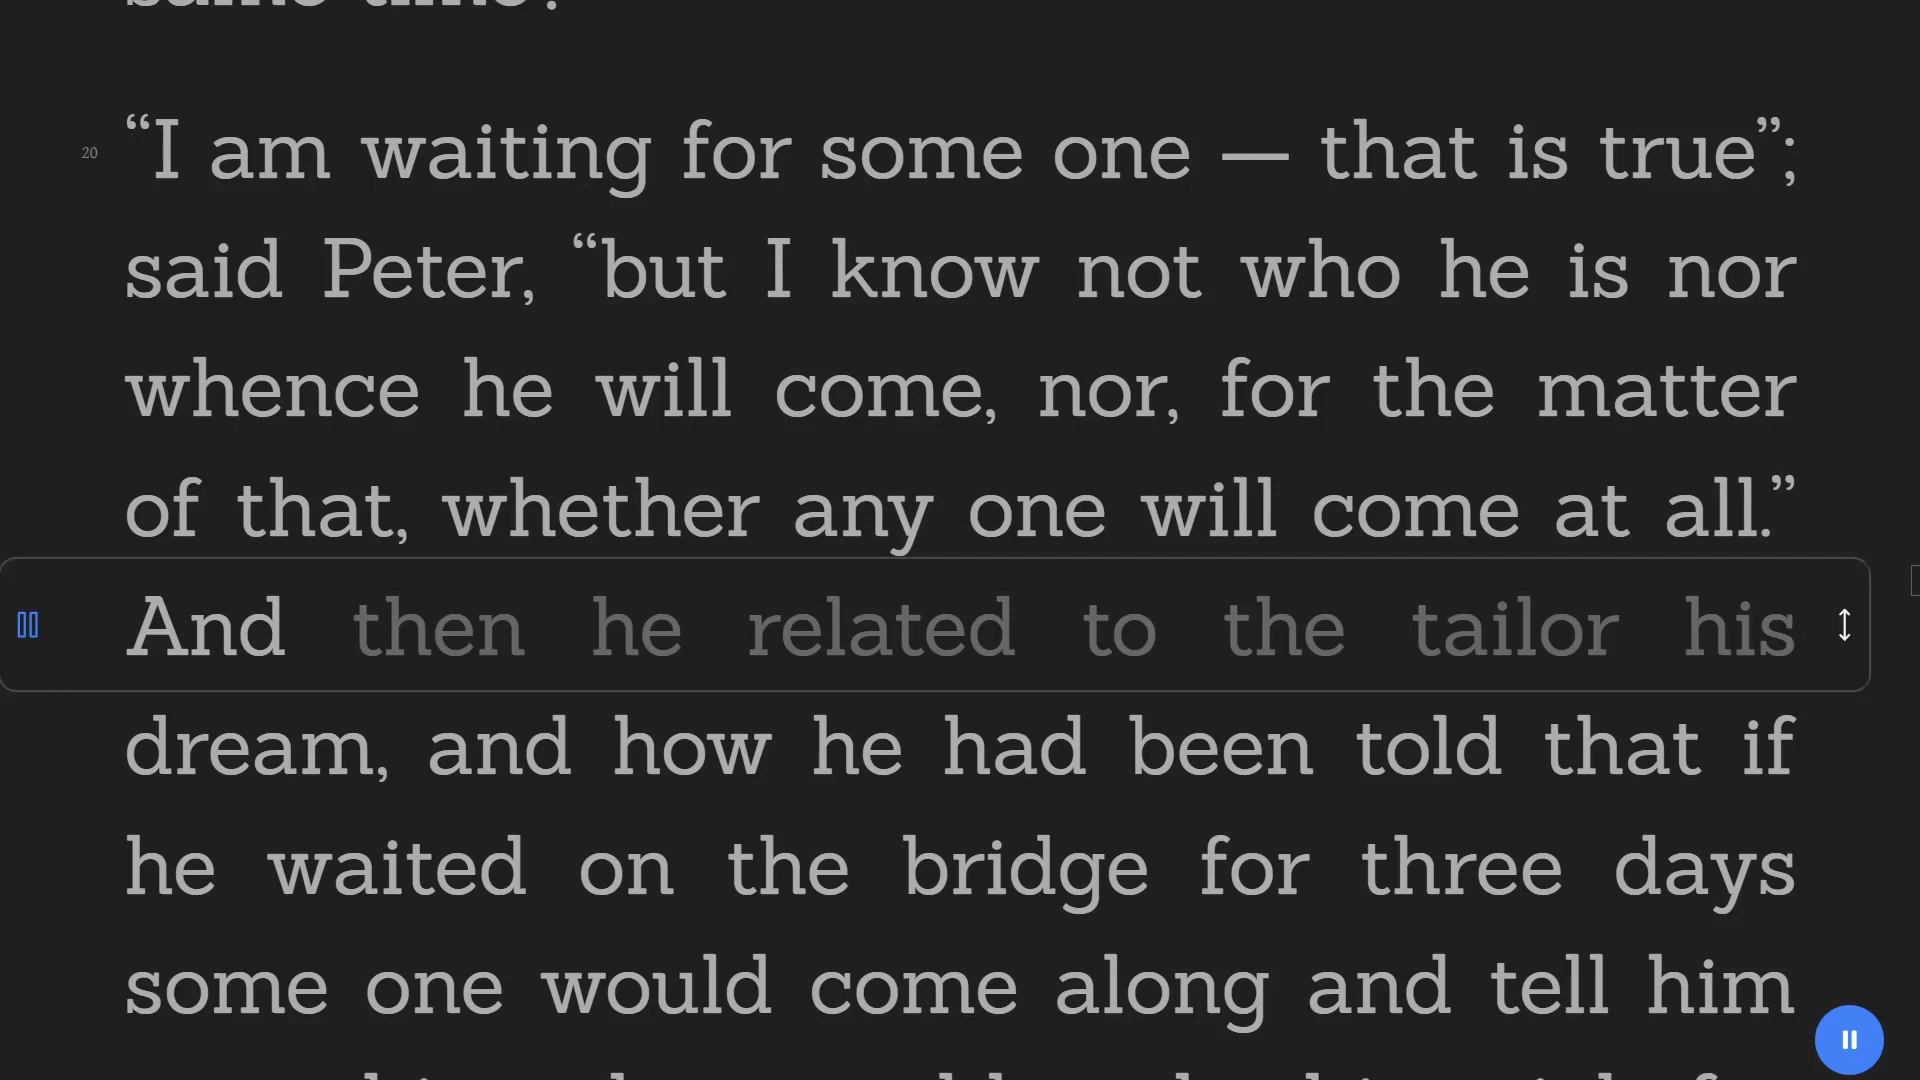 20
“I am waiting for some one — that is true”;
said Peter, “but I know not who he is nor
whence he will come, nor, for the matter
of that, whether any one will come at all.”
And then he related to the tailor his
dream, and how he had been told that if
he waited on the bridge for three days
some one would come along and tell him